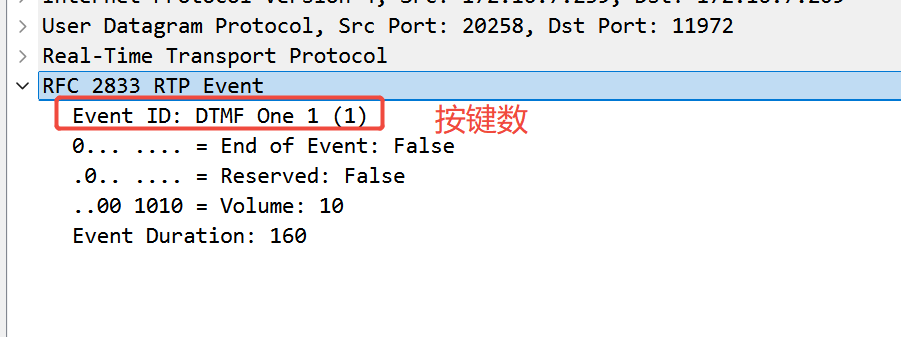 User Datagram Protocol, Src Port: 20258, Dst Port: 11972
Real-Time Transport Protocol
RFC 2833 RTP Event
Event ID: DTMF One 1 (1) 按键数
0... .... = End of Event: False
.0.. .... = Reserved: False
..00 1010 = Volume: 10
Event Duration: 160